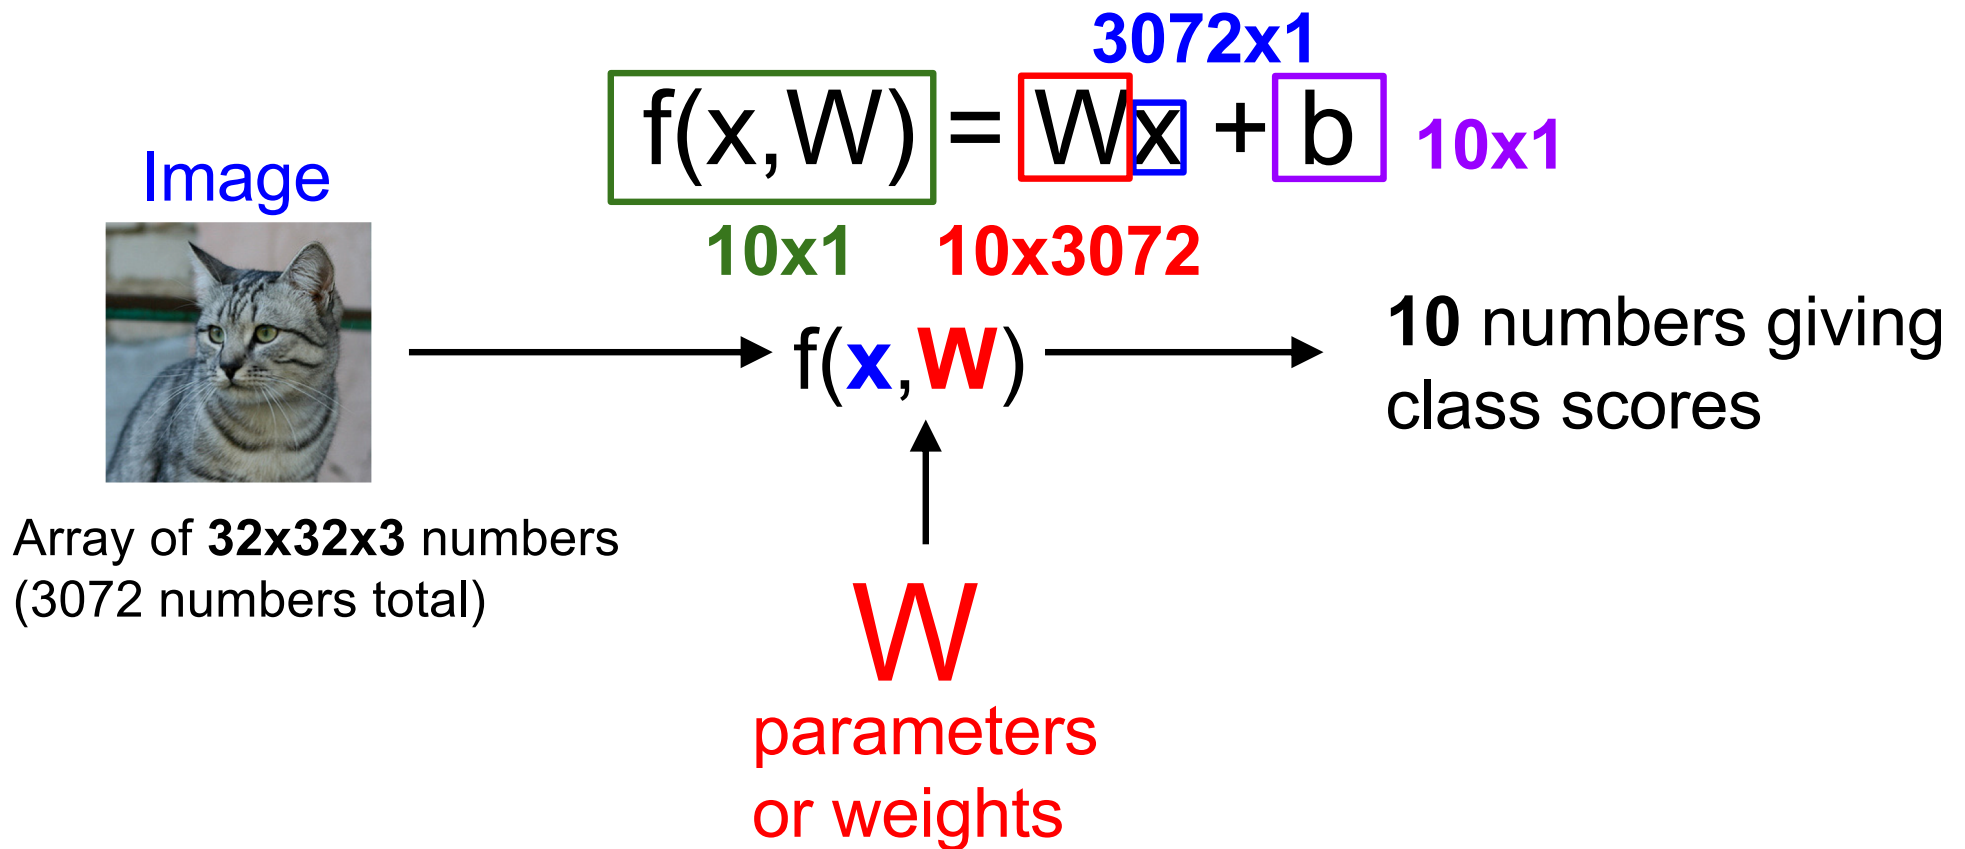 3072x1
f(x,W) = Wx + b 10x1
10x1 10x3072
Image
f(x,W)
10 numbers giving
class scores
Array of 32x32x3 numbers
(3072 numbers total)
W
parameters
or weights